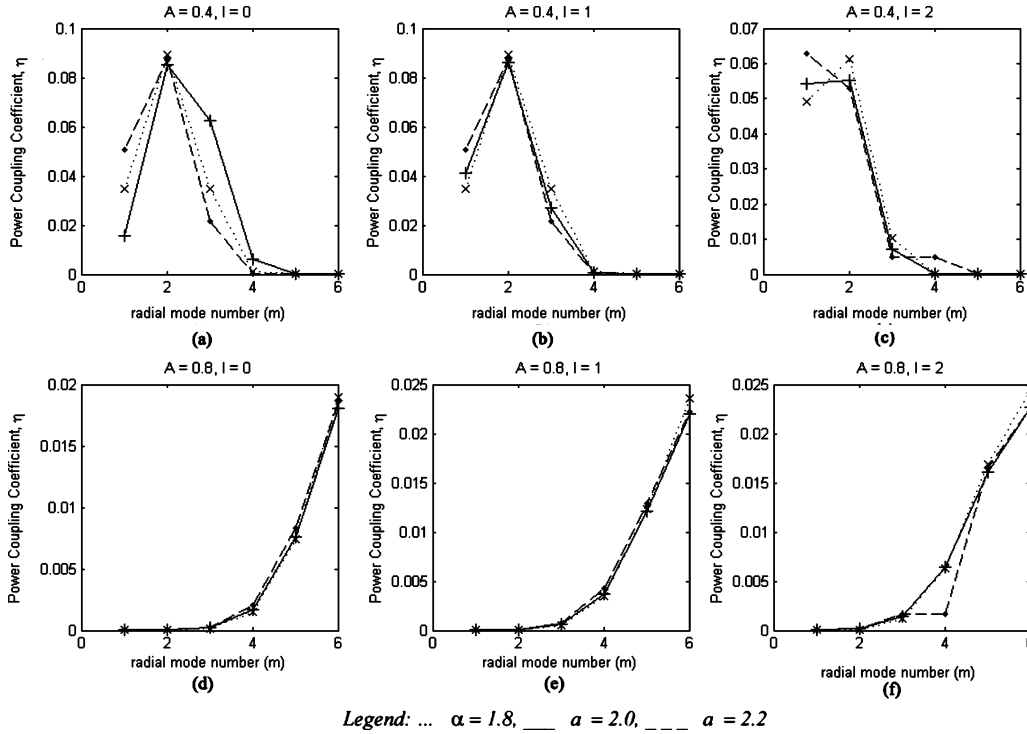 A = 0.4, l = 0
A = 0.4, l = 1
A = 0.4, l = 2
Power Coupling Coefficient, η
0.1
0.08
0.06
0.04
0.02
0
0 2 4 6
radial mode number (m)
(a)
Power Coupling Coefficient, η
0.1
0.08
0.06
0.04
0.02
0
0 2 4 6
radial mode number (m)
(b)
Power Coupling Coefficient, η
0.07
0.06
0.05
0.04
0.03
0.02
0.01
0
0 2 4 6
radial mode number (m)
(c)
A = 0.8, l = 0
A = 0.8, l = 1
A = 0.8, l = 2
Power Coupling Coefficient, η
0.02
0.015
0.01
0.005
0
0 2 4 6
radial mode number (m)
(d)
Power Coupling Coefficient, η
0.025
0.02
0.015
0.01
0.005
0
0 2 4 6
radial mode number (m)
(e)
Power Coupling Coefficient, η
0.025
0.02
0.015
0.01
0.005
0
0 2 4
radial mode number (m)
(f)
Legend: ... α = 1.8, ___ a = 2.0, _ _ _ a = 2.2